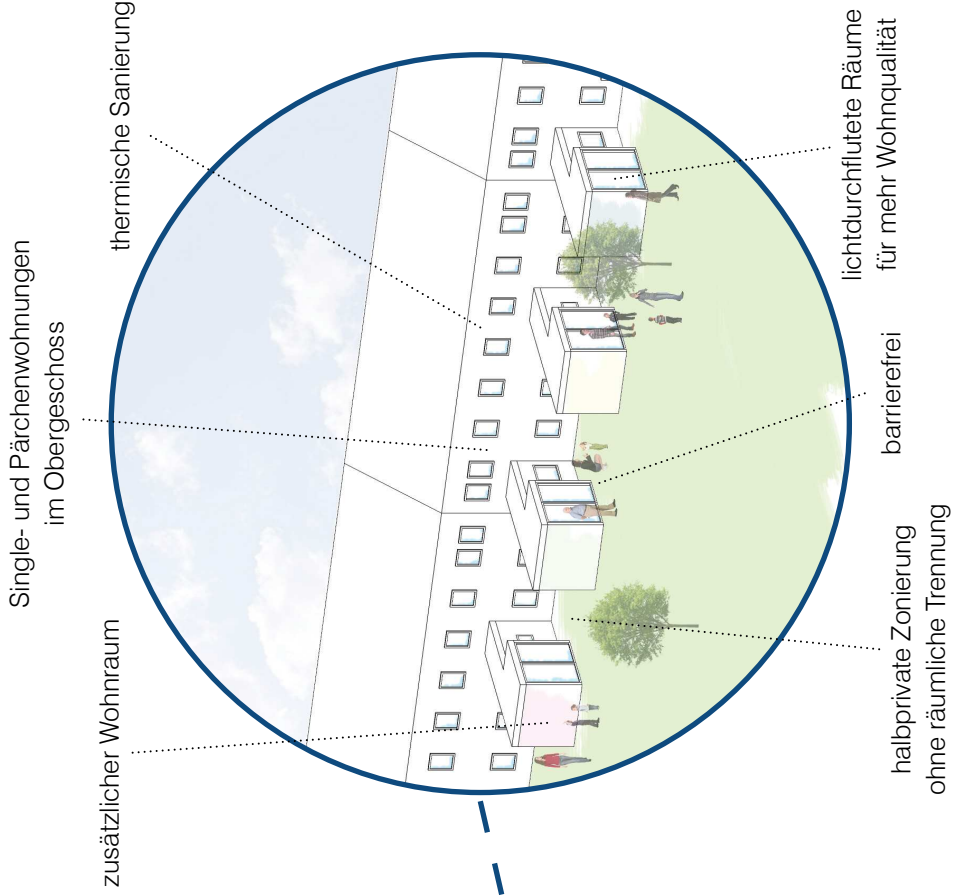 zusätzlicher Wohnraum
Single- und Pärchenwohnungen
im Obergeschoss
thermische Sanierung
halbprivate Zonierung
ohne räumliche Trennung
barrierefrei
lichtdurchflutete Räume
für mehr Wohnqualität